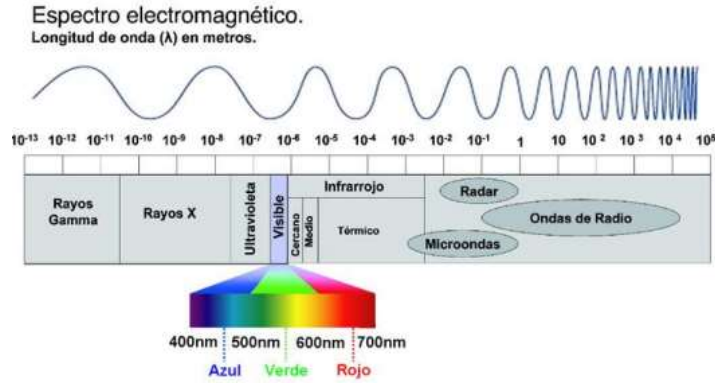 Espectro electromagnético.
Longitud de onda (λ) en metros.
10-13 10-12 10-11 10-10 10-9 10-8 10-7 10-6 10-5 10-4 10-3 10-2 10-1 1 10 10 2 10 3 10 4 10⁵
Rayos Gamma
Rayos X
Ultravioleta
Visible
Infrarrojo
Cercano
Medio
Térmico
Radar
Ondas de Radio
Microondas
400nm 500nm 600nm 700nm
Azul Verde Rojo